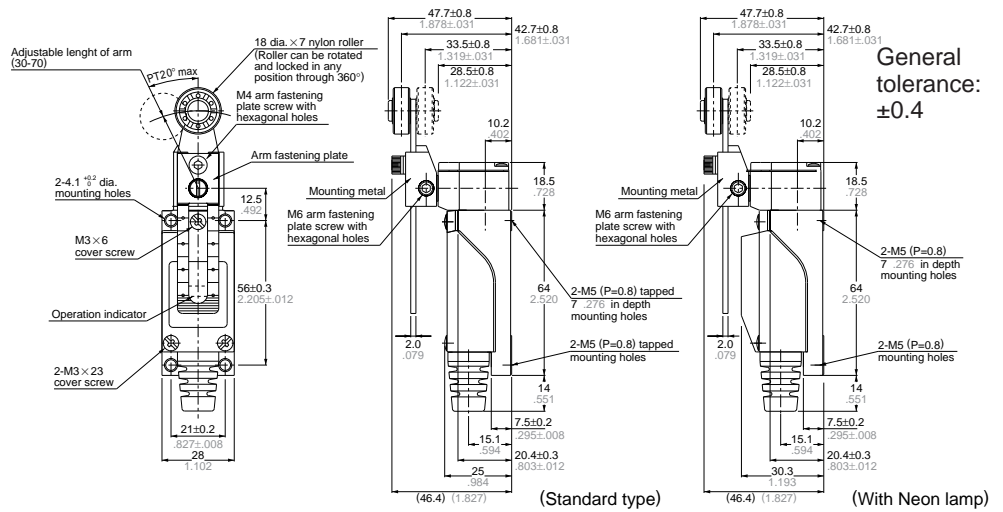 Adjustable lenght of arm
(30-70)
PT20° max
18 dia.×7 nylon roller
(Roller can be rotated
and locked in any
position through 360°)
M4 arm fastening
plate screw with
hexagonal holes
Arm fastening plate
2-4.1 +0.2 0 dia.
mounting holes
12.5
.492
M3×6
cover screw
56±0.3
2.205±.012
Operation indicator
2-M3×23
cover screw
21±0.2
.827±.008
28
1.102
47.7±0.8
1.878±.031
42.7±0.8
1.681±.031
33.5±0.8
1.319±.031
28.5±0.8
1.122±.031
10.2
.402
18.5
.728
Mounting metal
M6 arm fastening
plate screw with
hexagonal holes
64
2.520
2-M5 (P=0.8) tapped
7 .276 in depth
mounting holes
2.0
.079
2-M5 (P=0.8) tapped
mounting holes
14
.551
7.5±0.2
.295±.008
15.1
.594
20.4±0.3
.803±.012
25
.984
(46.4) (1.827)
(Standard type)
47.7±0.8
1.878±.031
42.7±0.8
1.681±.031
33.5±0.8
1.319±.031
28.5±0.8
1.122±.031
General
tolerance:
±0.4
10.2
.402
18.5
.728
Mounting metal
M6 arm fastening
plate screw with
hexagonal holes
2-M5 (P=0.8)
7 .276 in depth
mounting holes
64
2.520
2.0
.079
2-M5 (P=0.8)
mounting holes
14
.551
7.5±0.2
.295±.008
15.1
.594
20.4±0.3
.803±.012
30.3
1.193
(46.4) (1.827)
(With Neon lamp)